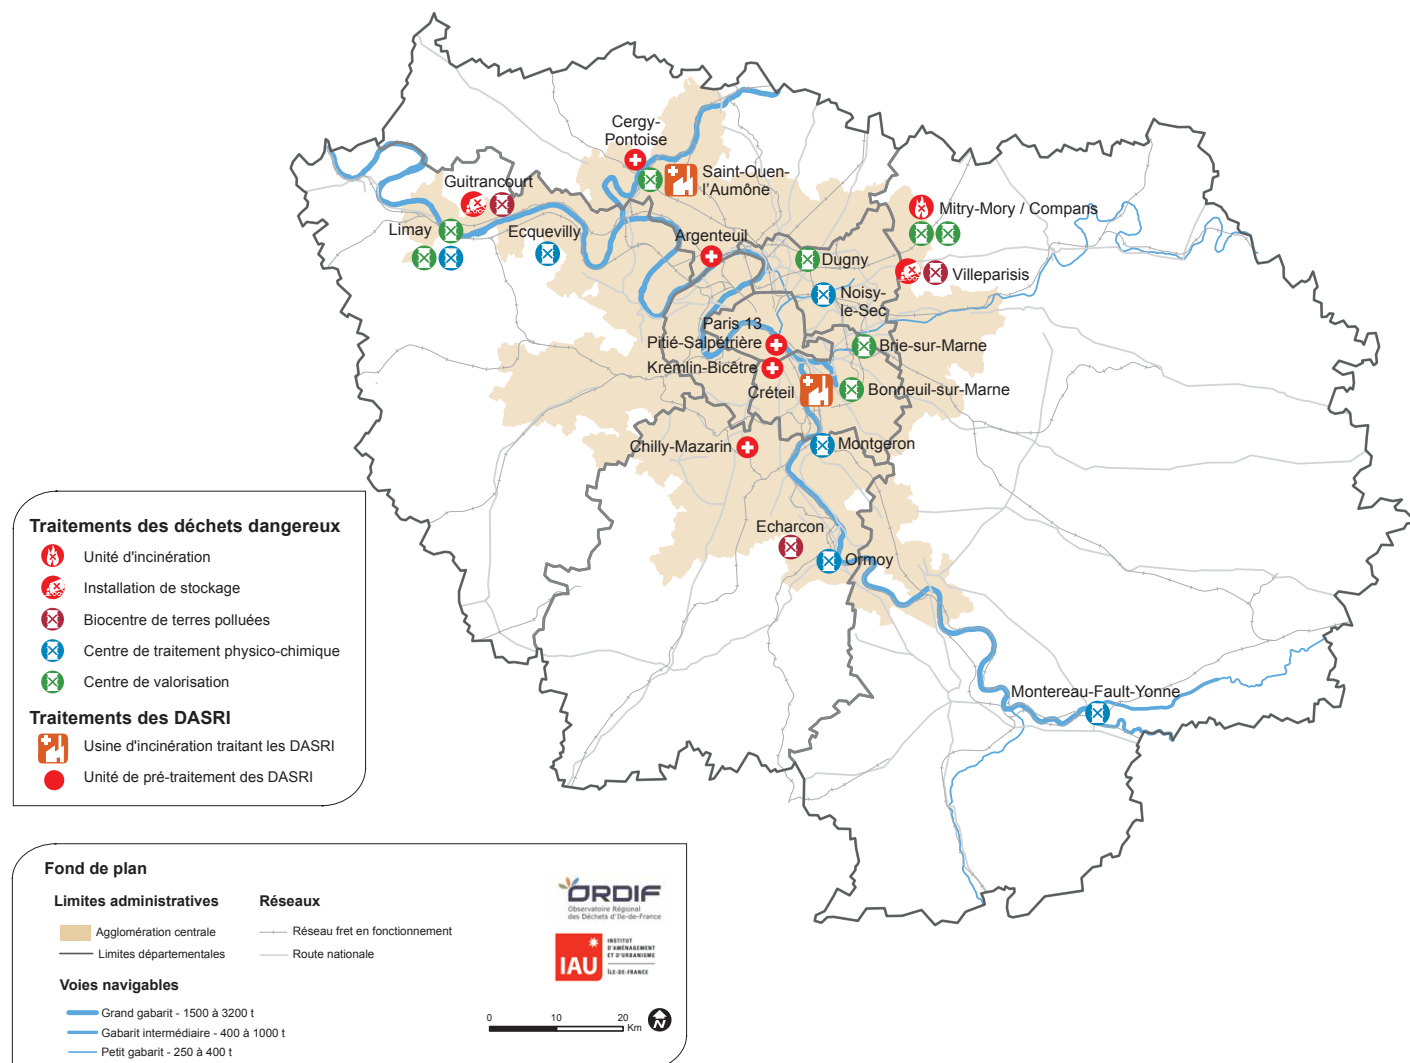 Cergy-
Pontoise
Saint-Ouen-
l'Aumône
Guitrancourt
Mitry-Mory / Compans
Limay
Ecquevilly
Argenteuil
Dugny
Villeparisis
Noisy-
le-Sec
Paris 13
Pitié-Salpétrière
Brie-sur-Marne
Kremlin-Bicêtre
Créteil
Bonneuil-sur-Marne
Chilly-Mazarin
Montgeron
Echarcon
Ormoy
Montereau-Fault-Yonne
Traitements des déchets dangereux
Unité d'incinération
Installation de stockage
Biocentre de terres polluées
Centre de traitement physico-chimique
Centre de valorisation
Traitements des DASRI
Usine d'incinération traitant les DASRI
Unité de pré-traitement des DASRI
Fond de plan
Limites administratives
Agglomération centrale
Limites départementales
Réseaux
Réseau fret en fonctionnement
Route nationale
Voies navigables
Grand gabarit - 1500 à 3200 t
Gabarit intermédiaire - 400 à 1000 t
Petit gabarit - 250 à 400 t
ORDIF
Observatoire Régional
des Déchets d'Ile-de-France
IAU
INSTITUT
D'AMÉNAGEMENT
ET D'URBANISME
ÎLE-DE-FRANCE
0 10 20
Km
N